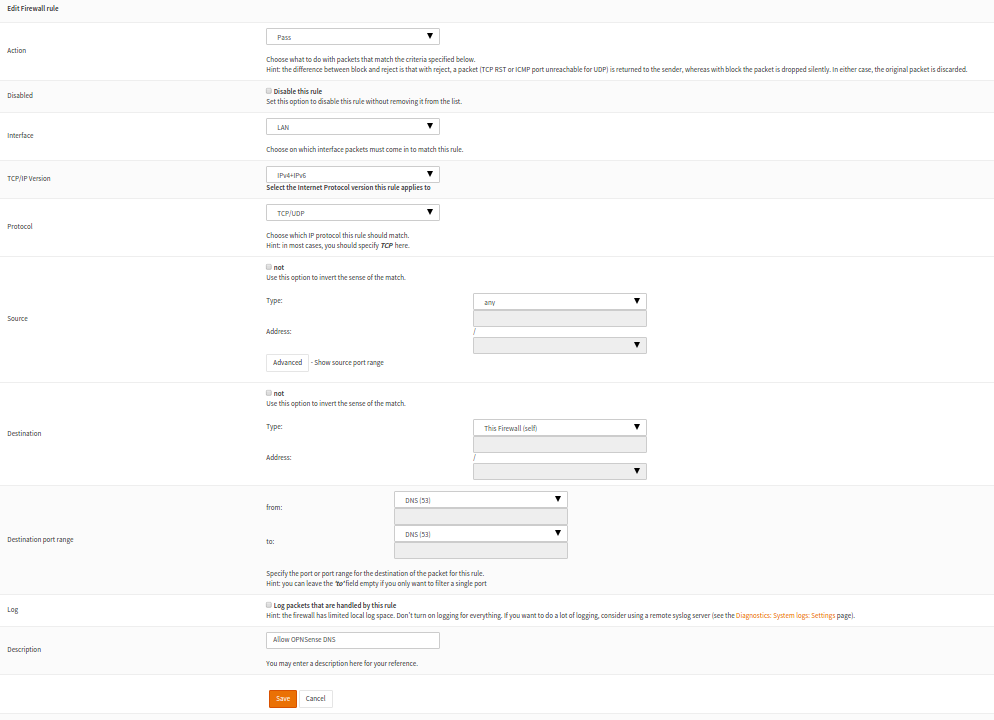 Edit Firewall rule
Action
Pass
Choose what to do with packets that match the criteria specified below.
Hint: the difference between block and reject is that with reject, a packet (TCP RST or ICMP port unreachable for UDP) is returned to the sender, whereas with block the packet is dropped silently. In either case, the original packet is discarded.
Disabled
Disable this rule
Set this option to disable this rule without removing it from the list.
Interface
LAN
Choose on which interface packets must come in to match this rule.
TCP/IP Version
IPv4+IPv6
Select the Internet Protocol version this rule applies to
Protocol
TCP/UDP
Choose which IP protocol this rule should match.
Hint: in most cases, you should specify TCP here.
Source
not
Use this option to invert the sense of the match.
Type:
any
Address:
/
Advanced - Show source port range
Destination
not
Use this option to invert the sense of the match.
Type:
This Firewall (self)
Address:
/
Destination port range
from:
DNS (53)
to:
DNS (53)
Specify the port or port range for the destination of the packet for this rule.
Hint: you can leave the 'to' field empty if you only want to filter a single port
Log
Log packets that are handled by this rule
Hint: the firewall has limited local log space. Don't turn on logging for everything. If you want to do a lot of logging, consider using a remote syslog server (see the Diagnostics: System logs: Settings page).
Description
Allow OPNSense DNS
You may enter a description here for your reference.
Save Cancel